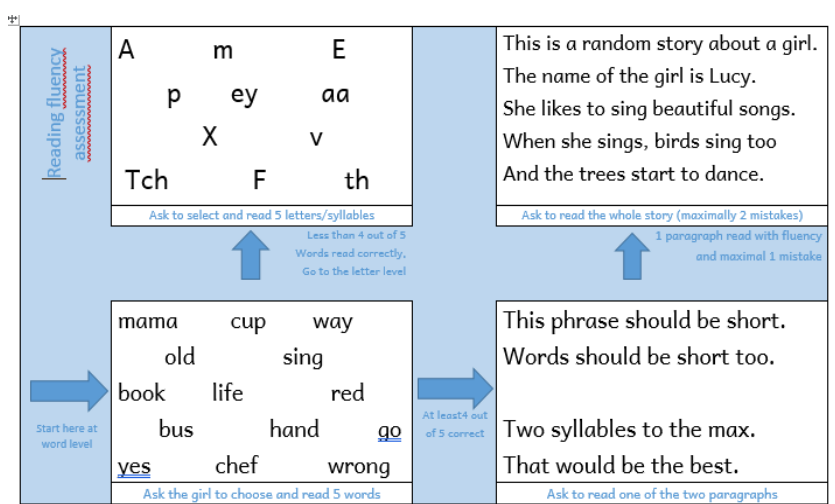 Reading fluency
assessment
A m E
p ey aa
X v
Tch F th
Ask to select and read 5 letters/syllables
Less than 4 out of 5
Words read correctly,
Go to the letter level
This is a random story about a girl.
The name of the girl is Lucy.
She likes to sing beautiful songs.
When she sings, birds sing too
And the trees start to dance.
Ask to read the whole story (maximally 2 mistakes)
1 paragraph read with fluency
and maximal 1 mistake
Start here at
word level
mama cup way
old sing
book life red
bus hand go
yes chef wrong
Ask the girl to choose and read 5 words
At least4 out
of 5 correct
This phrase should be short.
Words should be short too.
Two syllables to the max.
That would be the best.
Ask to read one of the two paragraphs